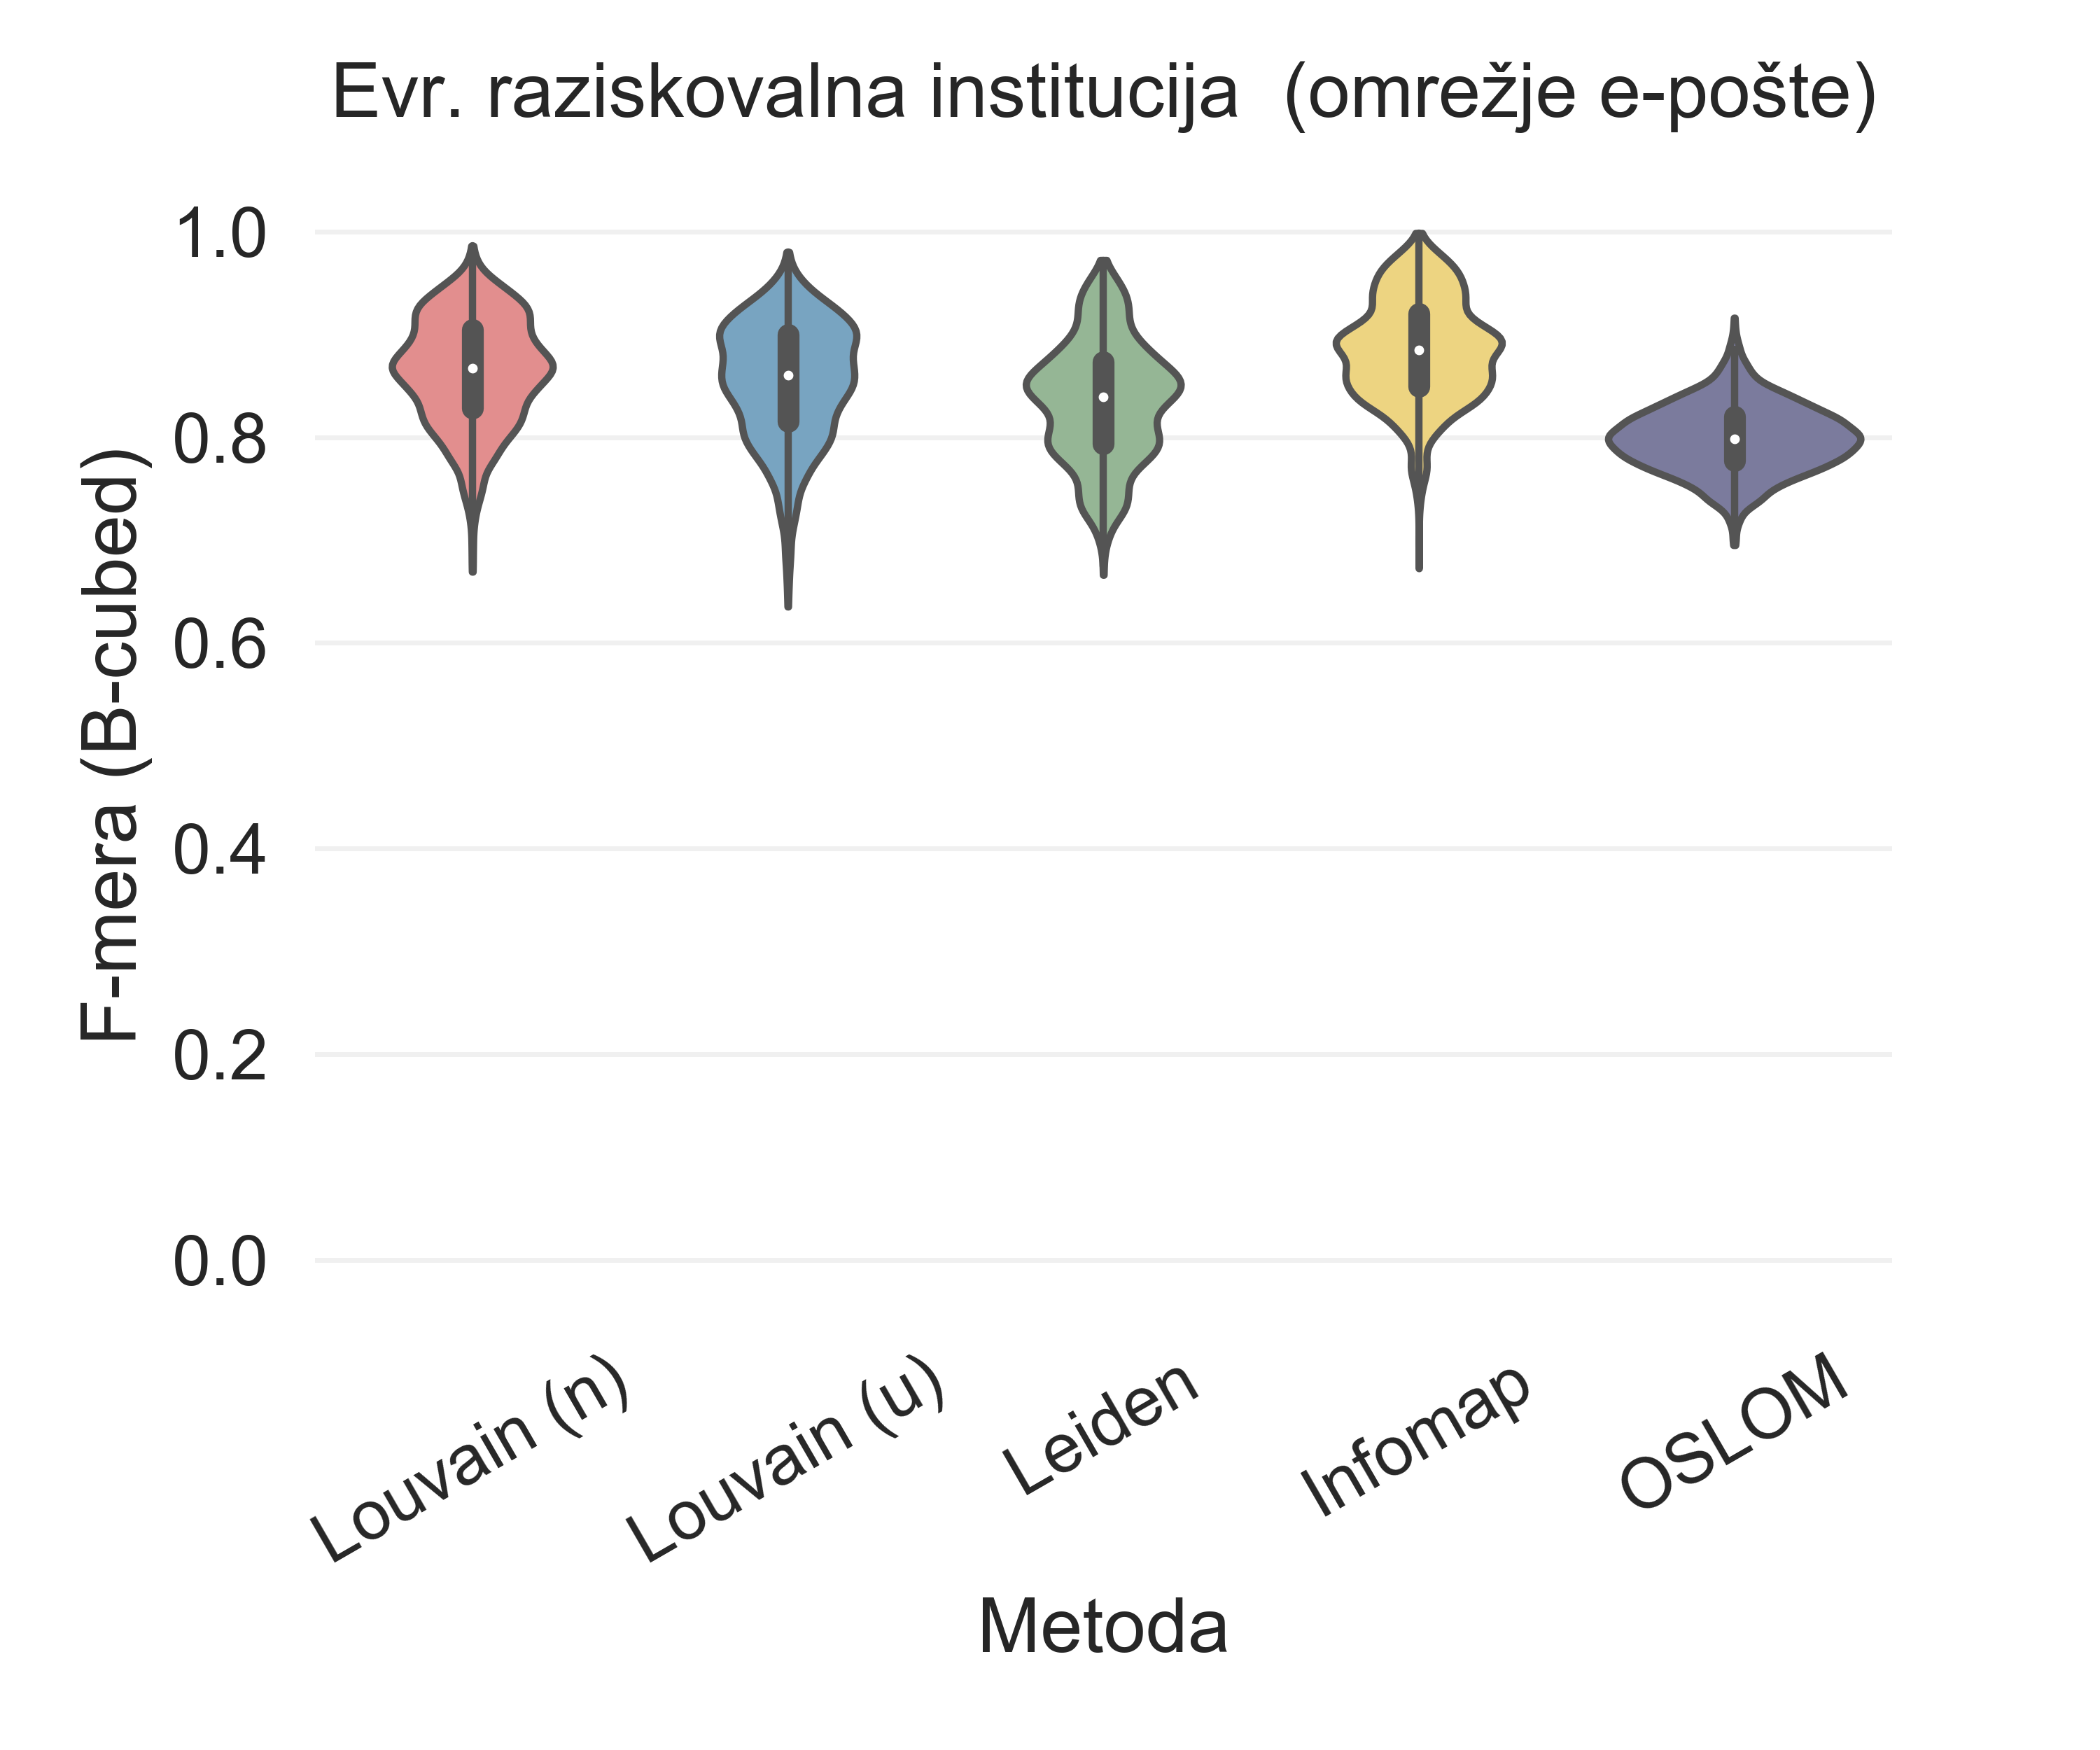 Evr. raziskovalna institucija  (omrežje e-pošte)
F-mera (B-cubed)
1.0
0.8
0.6
0.4
0.2
0.0
Louvain (n)
Louvain (u)
Leiden
Infomap
OSLOM
Metoda